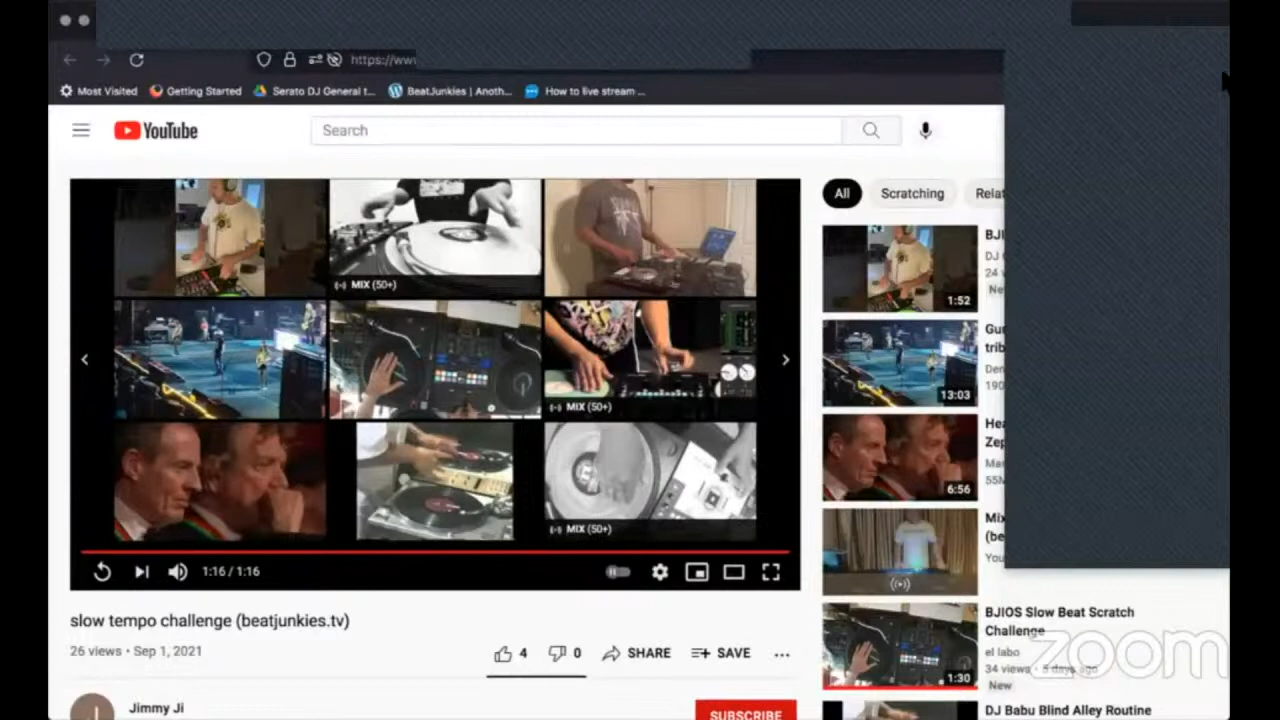 https://www
Most Visited Getting Started Serato DJ General t... BeatJunkies | Anoth... How to live stream ...
YouTube Search
All Scratching Relat
MIX (50+)
MIX (50+)
MIX (50+)
1:16 / 1:16
slow tempo challenge (beatjunkies.tv)
26 views • Sep 1, 2021
4 0 SHARE SAVE ...
Jimmy Ji
SUBSCRIBE
BJI
DJ
24 v
Ne
1:52
Gu
trib
Den
190
13:03
Hea
Zep
Mar
55M
6:56
Mix
(be
You
BJIOS Slow Beat Scratch
Challenge
el labo
34 views • 5 days ago
New
1:30
DJ Babu Blind Alley Routine
zoom